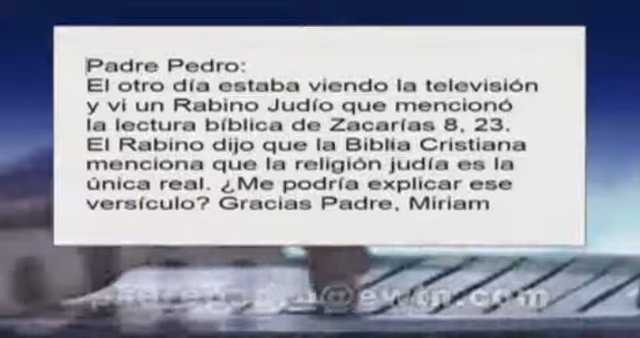 Padre Pedro:
El otro día estaba viendo la televisión
y vi un Rabino Judío que mencionó
la lectura bíblica de Zacarías 8, 23.
El Rabino dijo que la Biblia Cristiana
menciona que la religión judía es la
única real. ¿Me podría explicar ese
versículo? Gracias Padre, Miriam